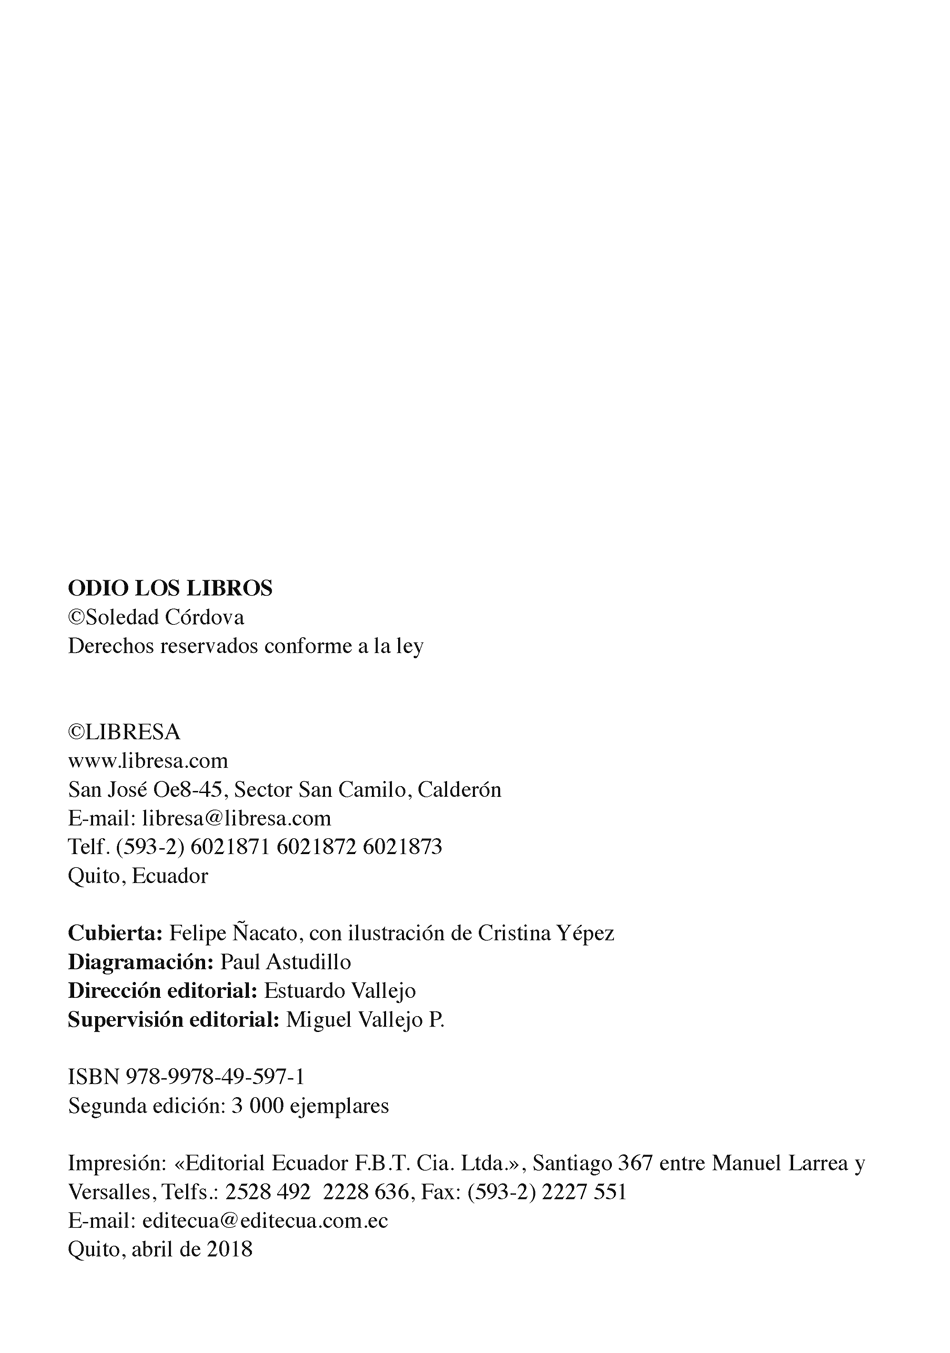 ODIO LOS LIBROS
©Soledad Córdova
Derechos reservados conforme a la ley
©LIBRESA
www.libresa.com
San José Oe8-45, Sector San Camilo, Calderón
E-mail: libresa@libresa.com
Telf. (593-2) 6021871 6021872 6021873
Quito, Ecuador
Cubierta: Felipe Ñacato, con ilustración de Cristina Yépez
Diagramación: Paul Astudillo
Dirección editorial: Estuardo Vallejo
Supervisión editorial: Miguel Vallejo P.
ISBN 978-9978-49-597-1
Segunda edición: 3 000 ejemplares
Impresión: «Editorial Ecuador F.B.T. Cia. Ltda.», Santiago 367 entre Manuel Larrea y
Versalles, Telfs.: 2528 492  2228 636, Fax: (593-2) 2227 551
E-mail: editecua@editecua.com.ec
Quito, abril de 2018